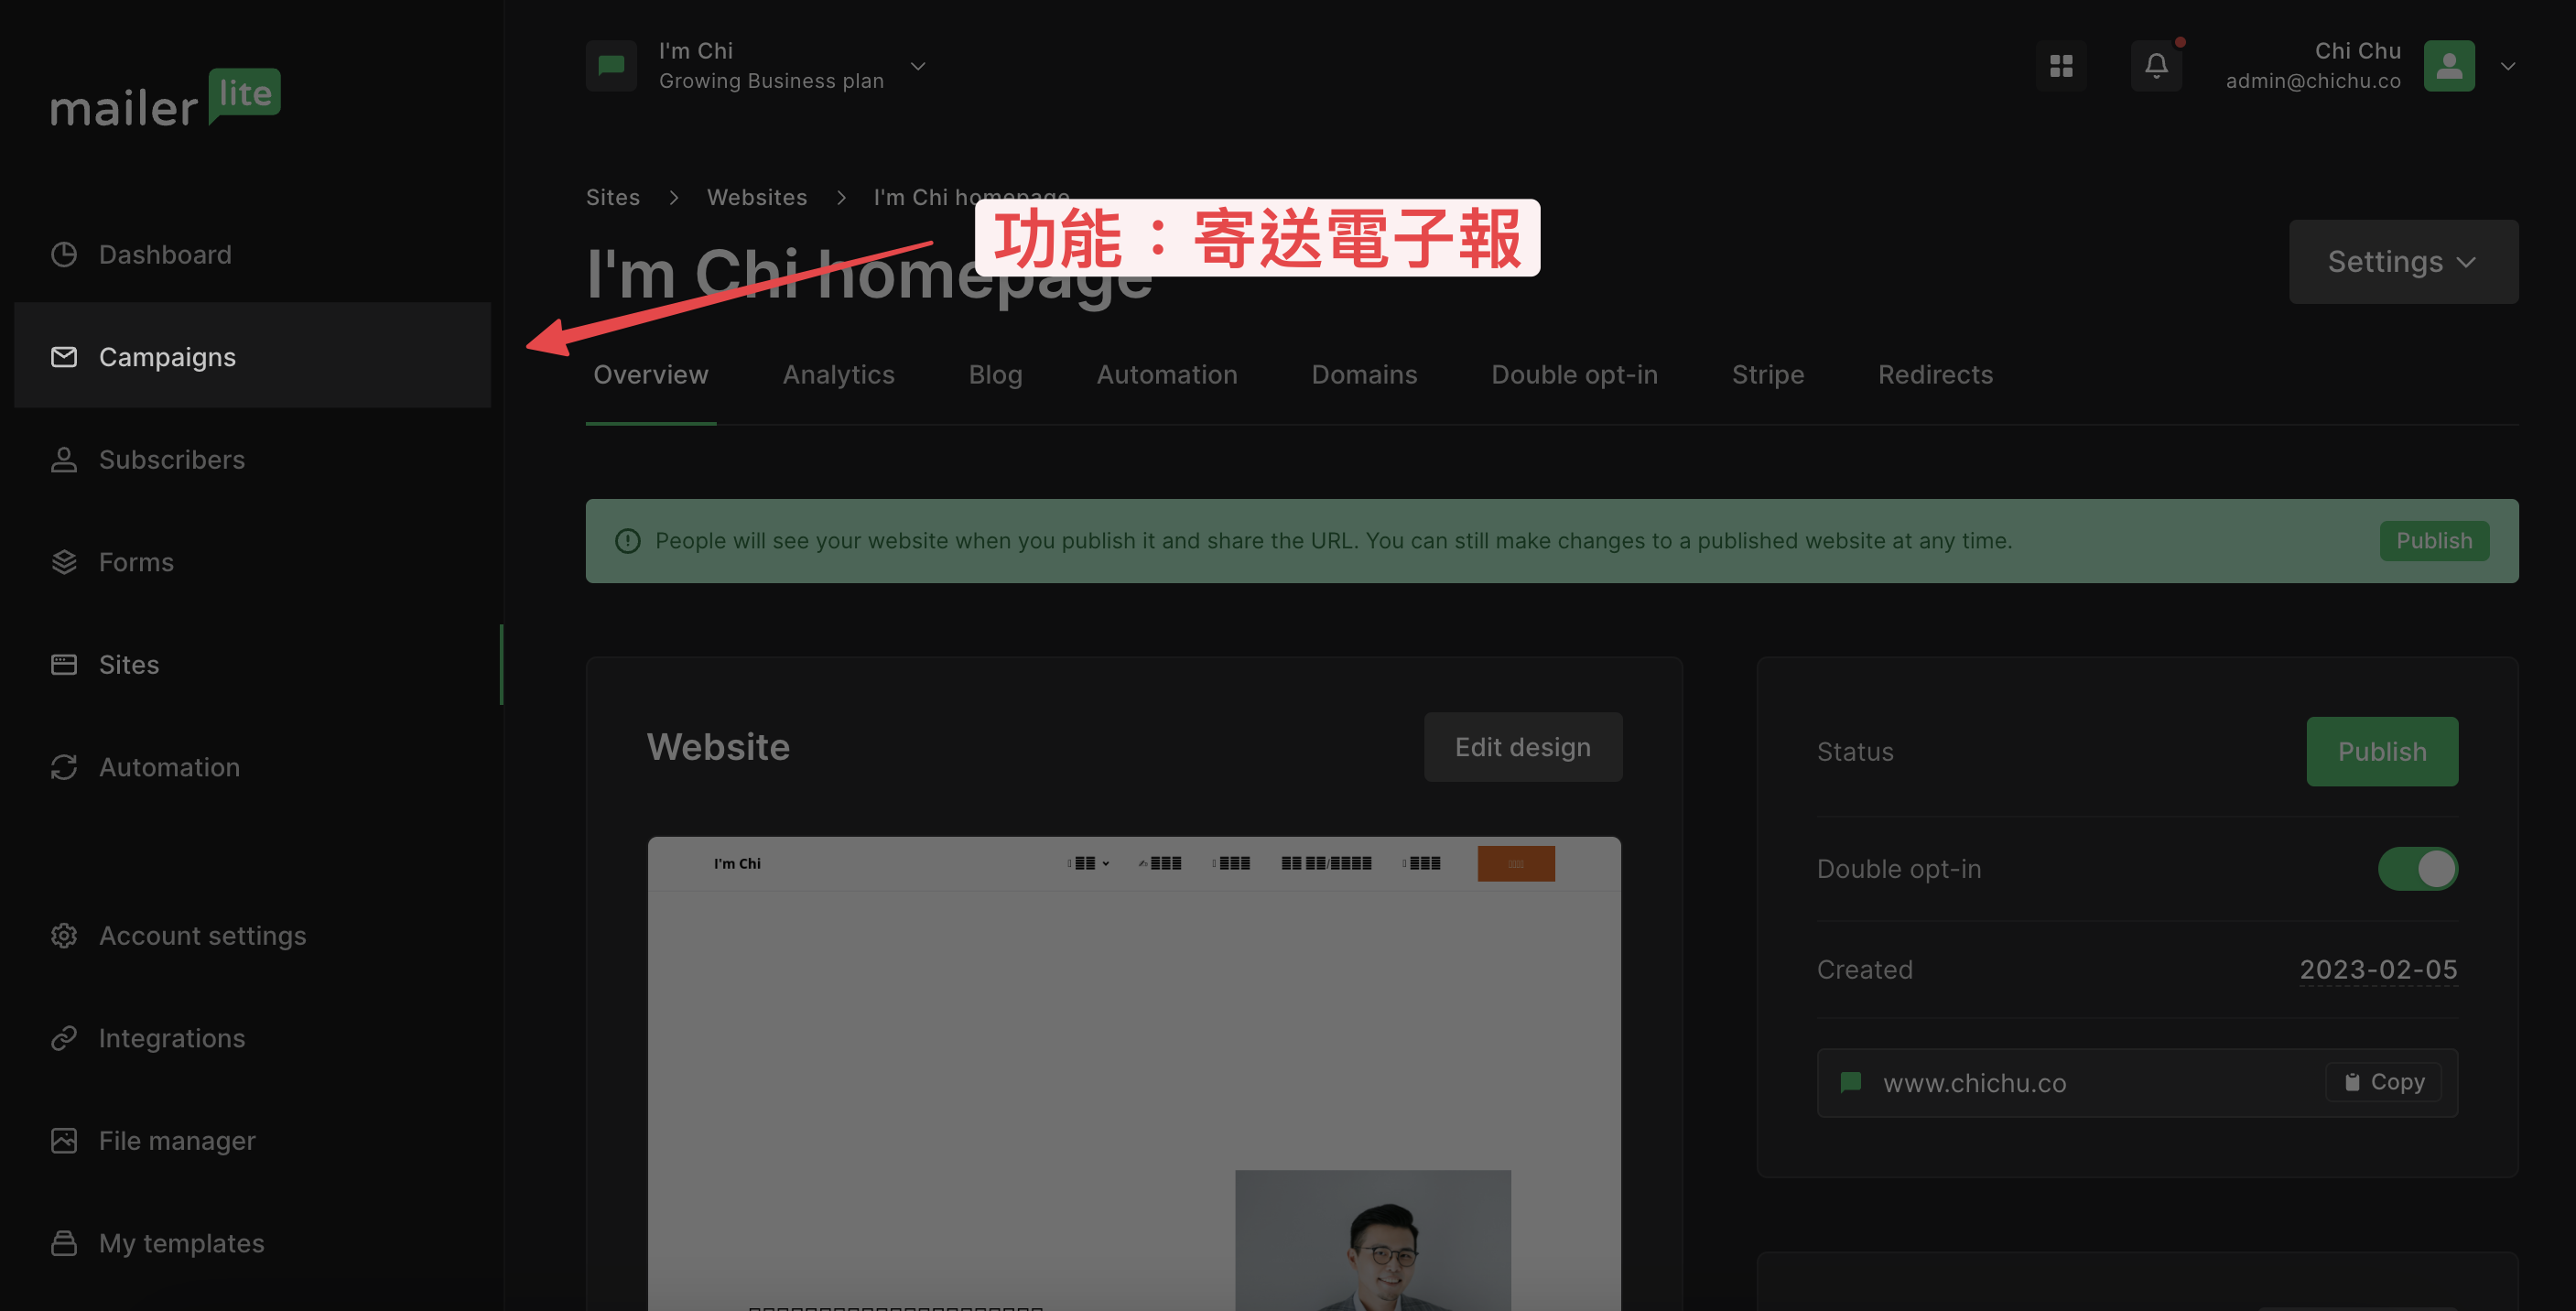 mailer lite
I'm Chi
Growing Business plan
Chi Chu
admin@chichu.co
Dashboard
Campaigns
Subscribers
Forms
Sites
Automation
Account settings
Integrations
File manager
My templates
Sites > Websites > I'm Chi homepage
功能：寄送電子報
I'm Chi homepage
Settings
Overview
Analytics
Blog
Automation
Domains
Double opt-in
Stripe
Redirects
People will see your website when you publish it and share the URL. You can still make changes to a published website at any time.
Publish
Website
Edit design
I'm Chi
Status
Publish
Double opt-in
Created
2023-02-05
www.chichu.co
Copy